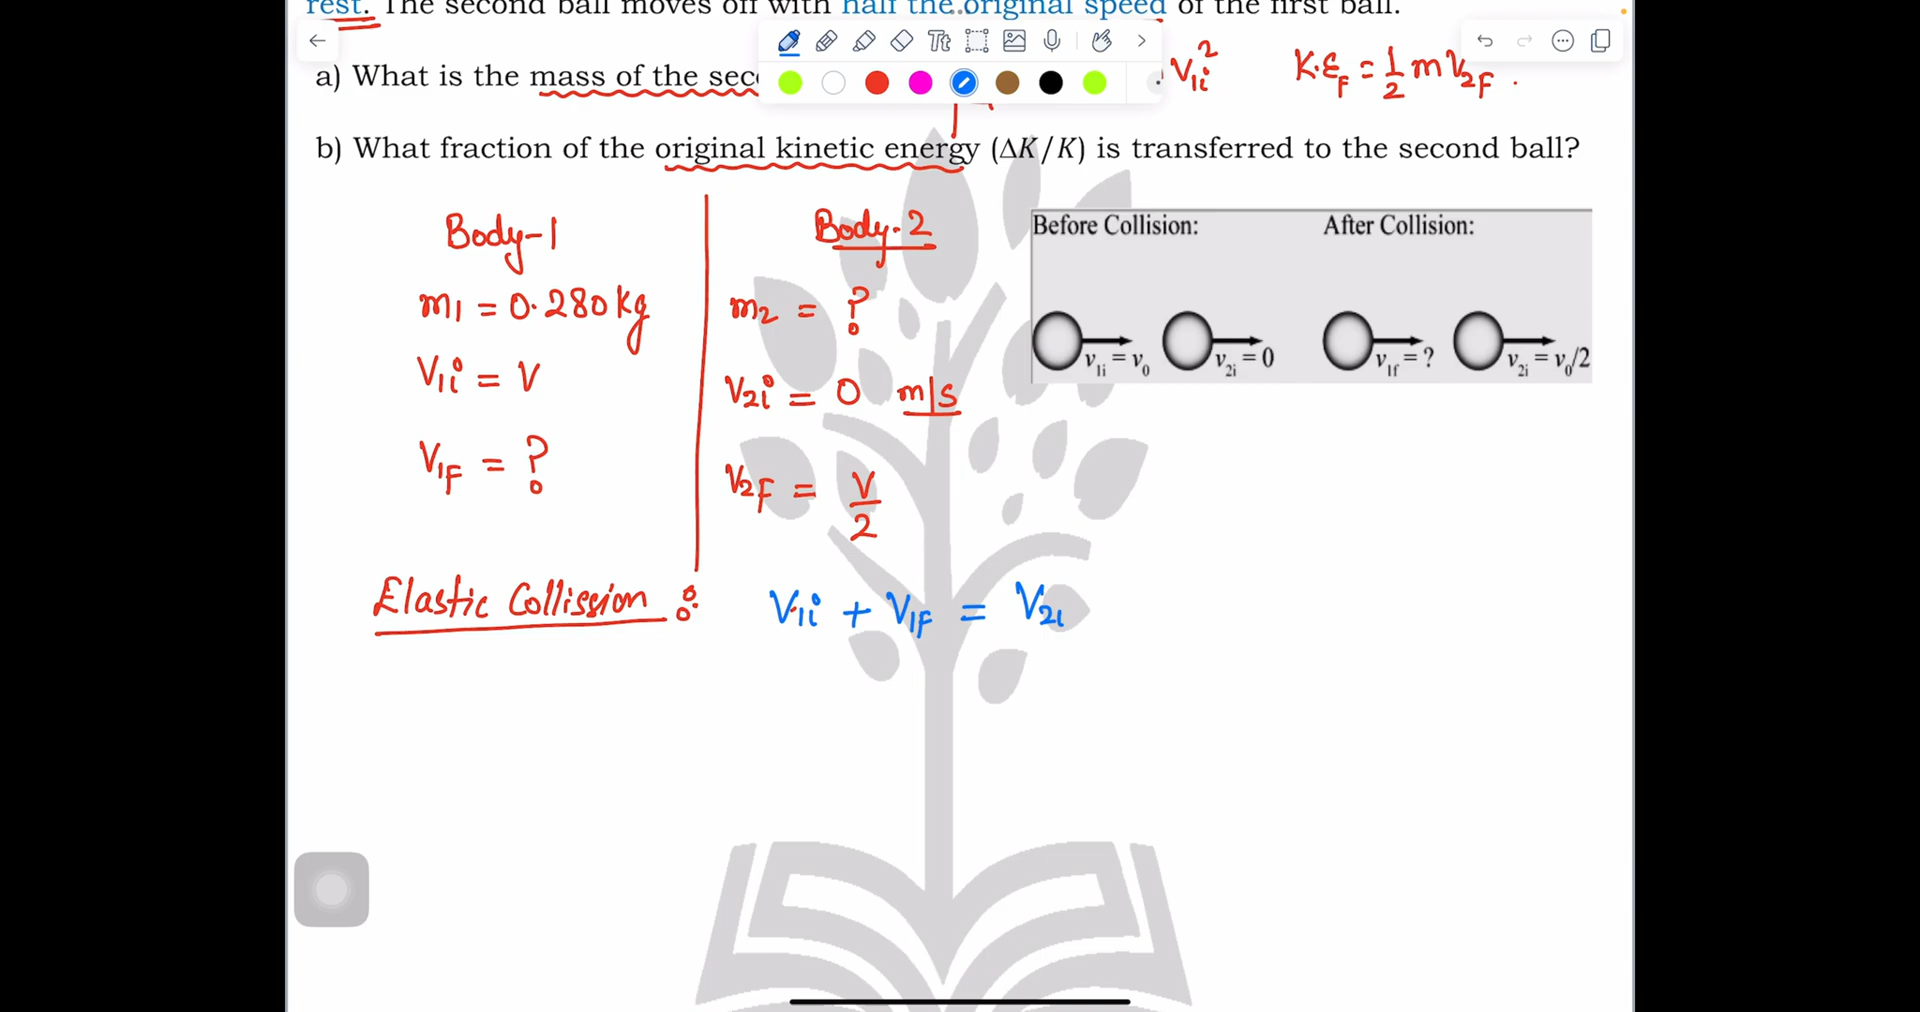 rest. The second ball moves off with half the original speed of the first ball.
a) What is the mass of the sec
Tt
V1i² K.E_F = 1/2 m V2F .
b) What fraction of the original kinetic energy (ΔK/K) is transferred to the second ball?
Body-1
m1 = 0.280 kg
V1i = V
V1F = ?
Body-2
m2 = ?
V2i = 0 m/s
V2F = V/2
Before Collision: After Collision:
v1i = v0 v2i = 0 v1f = ? v2i = v0/2
Elastic Collission :
V1i + V1F = V2i